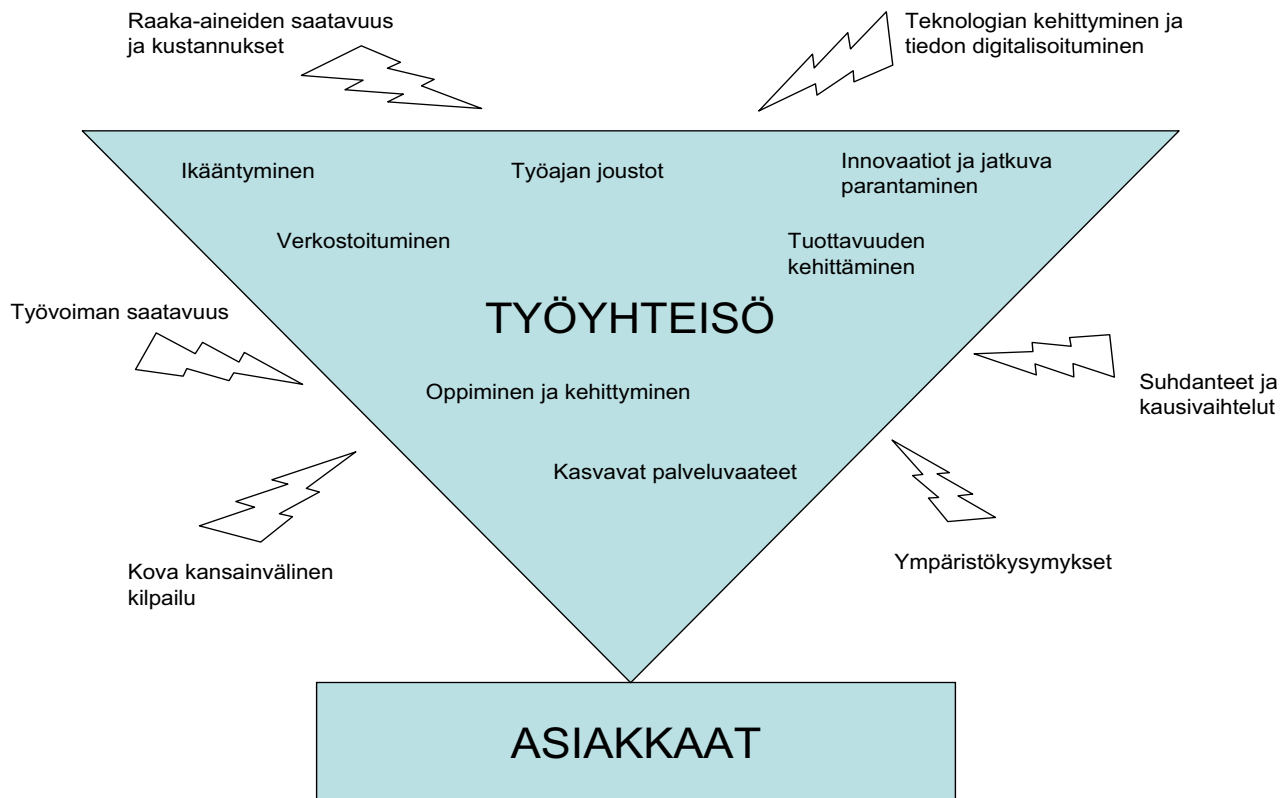 Raaka-aineiden saatavuus
ja kustannukset
Teknologian kehittyminen ja
tiedon digitalisoituminen
Ikääntyminen
Työajan joustot
Innovaatiot ja jatkuva
parantaminen
Verkostoituminen
Tuottavuuden
kehittäminen
TYÖYHTEISÖ
Työvoiman saatavuus
Oppiminen ja kehittyminen
Suhdanteet ja
kausivaihtelut
Kasvavat palveluvaateet
Kova kansainvälinen
kilpailu
Ympäristökysymykset
ASIAKKAAT